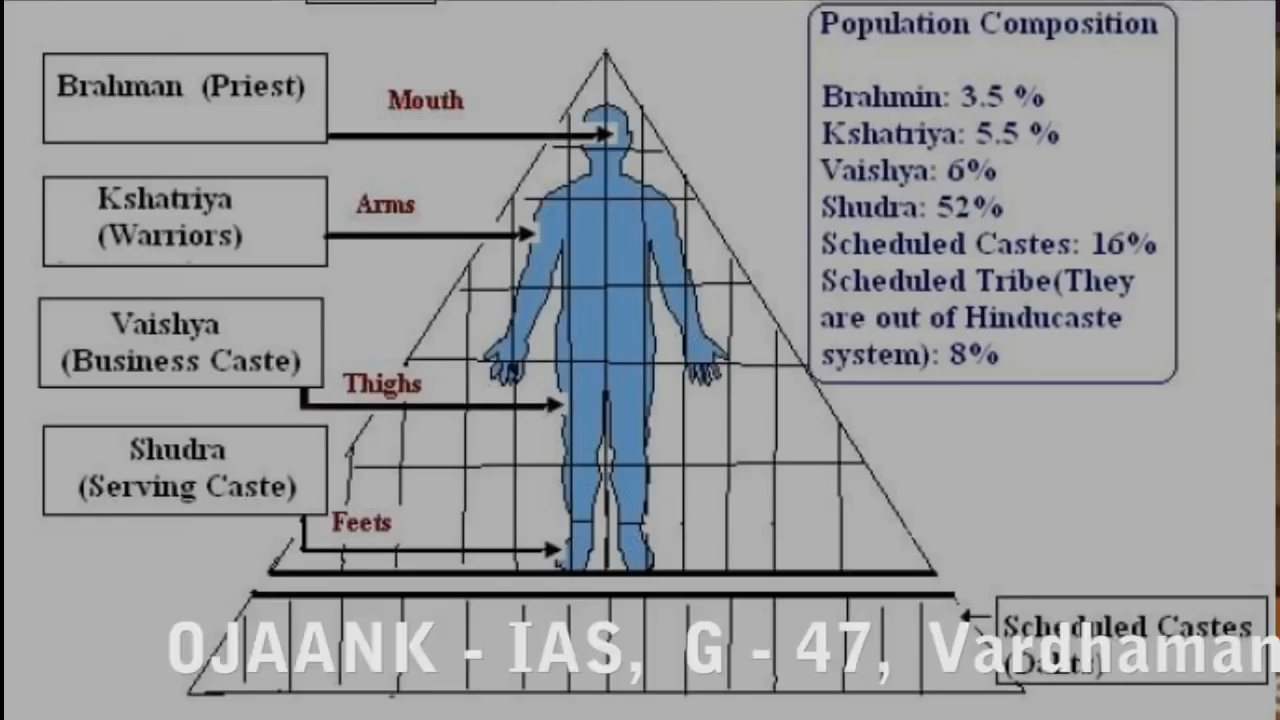 Brahman (Priest)
Mouth
Kshatriya
(Warriors)
Arms
Vaishya
(Business Caste)
Thighs
Shudra
(Serving Caste)
Feets
Population Composition
Brahmin: 3.5 %
Kshatriya: 5.5 %
Vaishya: 6%
Shudra: 52%
Scheduled Castes: 16%
Scheduled Tribe(They
are out of Hinducaste
system): 8%
Scheduled Castes
(Dalits)
OJAANK - IAS, G - 47, Vardhaman